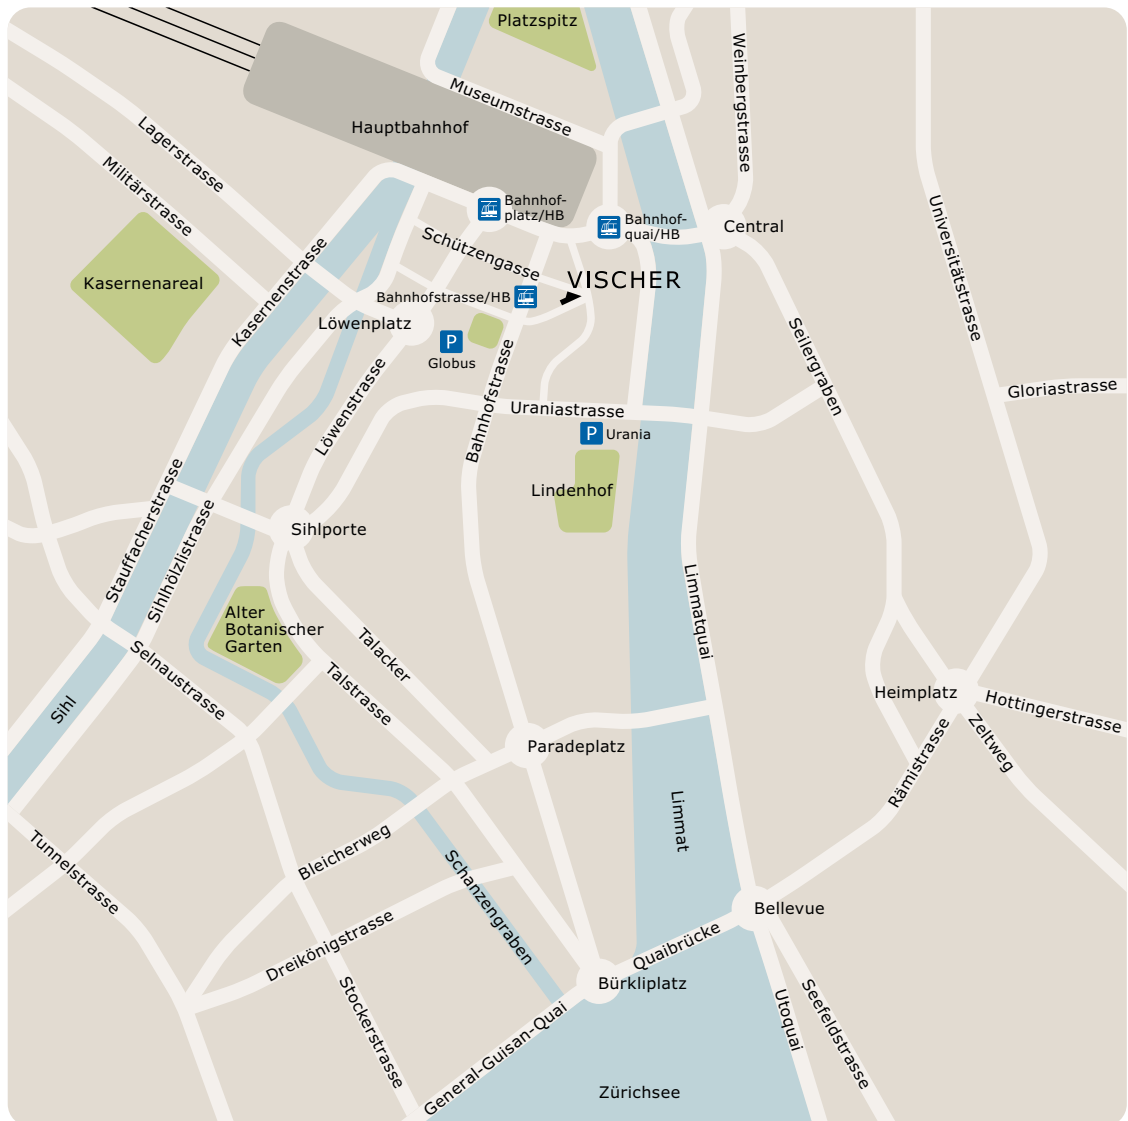 Platzspitz
Weinbergstrasse
Museumstrasse
Hauptbahnhof
Lagerstrasse
Militärstrasse
Bahnhof-
platz/HB
Bahnhof-
quai/HB
Central
Universitätstrasse
Schützengasse
Kasernenstrasse
Kasernenareal
VISCHER
Bahnhofstrasse/HB
Löwenplatz
P
Globus
Seilergraben
Gloriastrasse
Löwenstrasse
Bahnhofstrasse
Uraniastrasse
P
Urania
Lindenhof
Stauffacherstrasse
Sihlhölzlistrasse
Sihlporte
Limmatquai
Alter
Botanischer
Garten
Talacker
Selnaustrasse
Talstrasse
Sihl
Heimplatz
Hottingerstrasse
Zeltweg
Rämistrasse
Paradeplatz
Limmat
Tunnelstrasse
Bleicherweg
Schanzengraben
Dreikönigstrasse
Bellevue
Quaibrücke
Bürkliplatz
Stockerstrasse
General-Guisan-Quai
Utoquai
Seefeldstrasse
Zürichsee